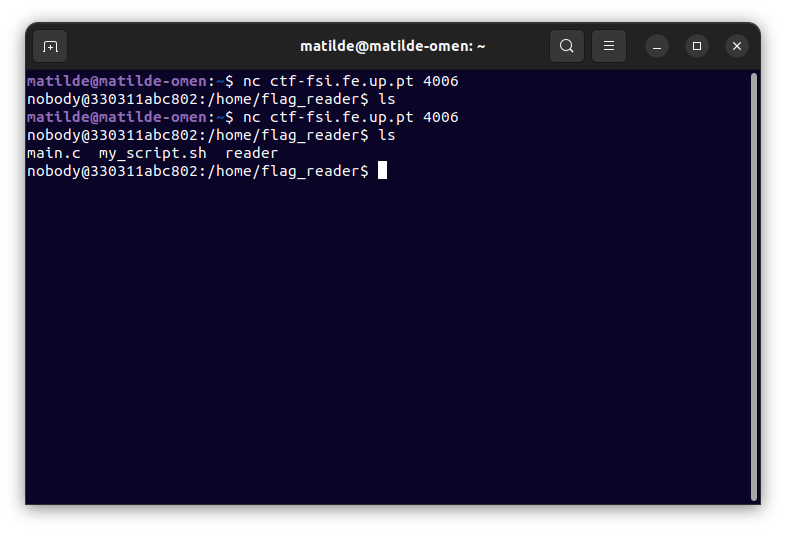 matilde@matilde-omen: ~
matilde@matilde-omen:~$ nc ctf-fsi.fe.up.pt 4006
nobody@330311abc802:/home/flag_reader$ ls
matilde@matilde-omen:~$ nc ctf-fsi.fe.up.pt 4006
nobody@330311abc802:/home/flag_reader$ ls
main.c  my_script.sh  reader
nobody@330311abc802:/home/flag_reader$